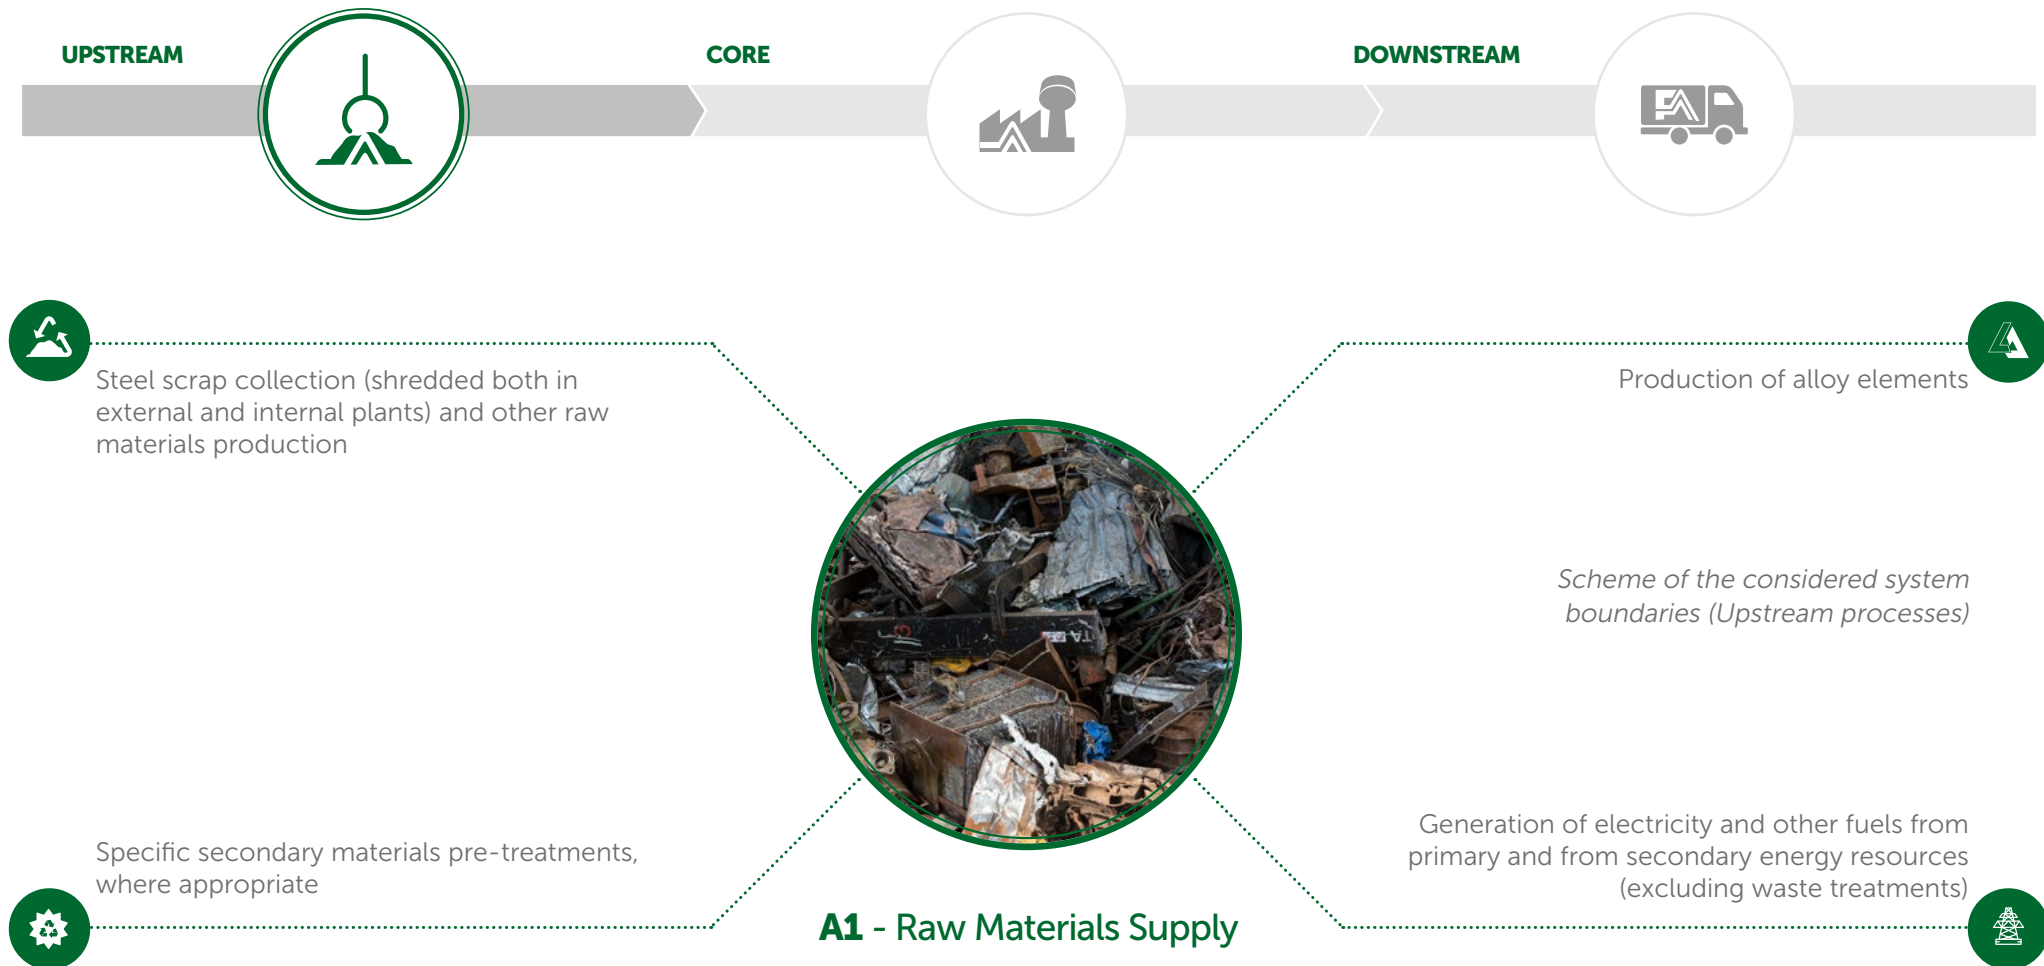 UPSTREAM
CORE
DOWNSTREAM
Steel scrap collection (shredded both in
external and internal plants) and other raw
materials production
Production of alloy elements
Scheme of the considered system
boundaries (Upstream processes)
Specific secondary materials pre-treatments,
where appropriate
Generation of electricity and other fuels from
primary and from secondary energy resources
(excluding waste treatments)
A1 - Raw Materials Supply